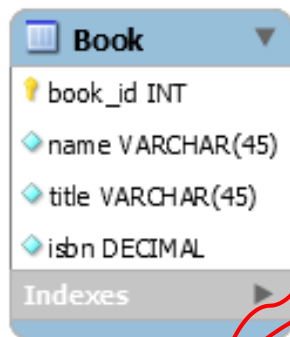 Book
book_id INT
name VARCHAR(45)
title VARCHAR(45)
isbn DECIMAL
Indexes